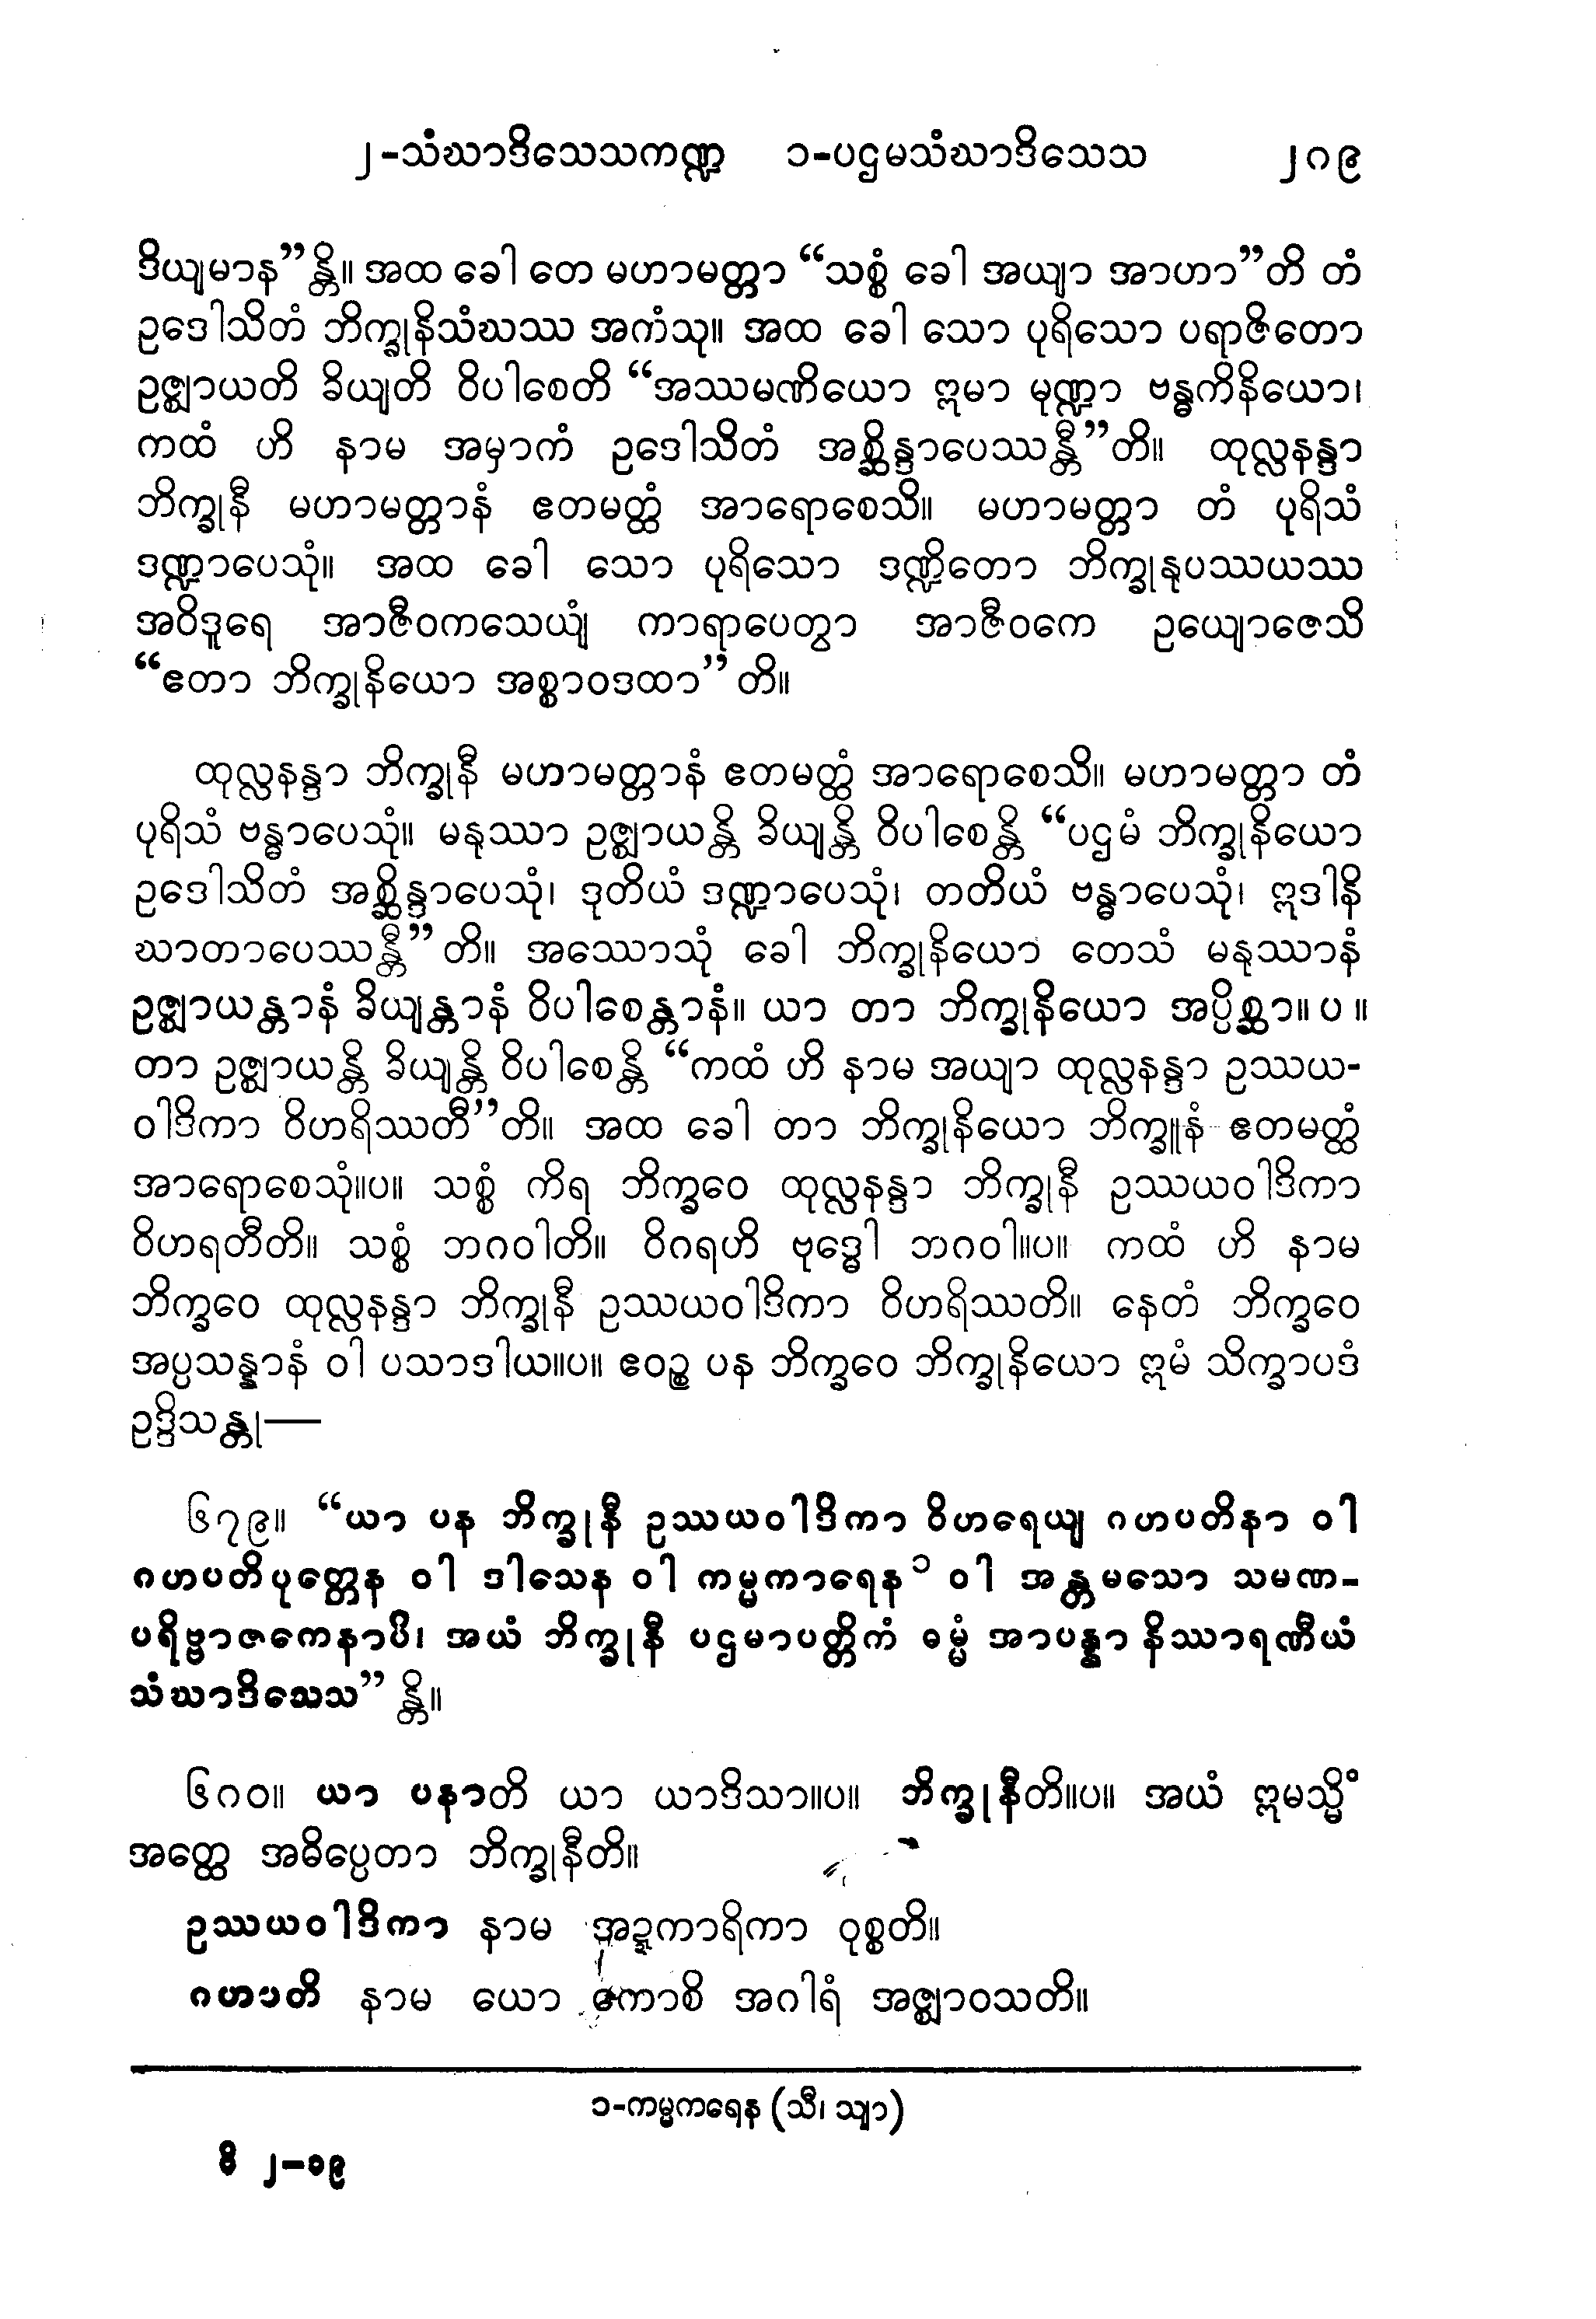 ၂-သံဃာဒိသေသကဏ္ဍ ၁-ပဌမသံဃာဒိသေသ ၂၈၉
ဒိယျမာန”န္တိ။ အထ ခေါ တေ မဟာမတ္တာ “သစ္စံ ခေါ အယျာ အာဟာ”တိ တံ
ဥဒေါသိတံ ဘိက္ခုနိသံဃဿ အကံသု။ အထ ခေါ သော ပုရိသော ပရာဇိတော
ဥဇ္ဈာယတိ ခိယျတိ ဝိပါစေတိ “အဿမဏိယော ဣမာ မုဏ္ဍာ ဗန္ဓကိနိယော၊
ကထံ ဟိ နာမ အမှာကံ ဥဒေါသိတံ အစ္ဆိန္ဒာပေဿန္တီ”တိ။ ထုလ္လနန္ဒာ
ဘိက္ခုနီ မဟာမတ္တာနံ ဧတမတ္ထံ အာရောစေသိ။ မဟာမတ္တာ တံ ပုရိသံ
ဒဏ္ဍာပေသုံ။ အထ ခေါ သော ပုရိသော ဒဏ္ဍိတော ဘိက္ခုနုပဿယဿ
အဝိဒူရေ အာဇီဝကသေယျံ ကာရာပေတွာ အာဇီဝကေ ဥယျောဇေသိ
“ဧတာ ဘိက္ခုနိယော အစ္စာဝဒထာ”တိ။
ထုလ္လနန္ဒာ ဘိက္ခုနီ မဟာမတ္တာနံ ဧတမတ္ထံ အာရောစေသိ။ မဟာမတ္တာ တံ
ပုရိသံ ဗန္ဓာပေသုံ။ မနုဿာ ဥဇ္ဈာယန္တိ ခိယျန္တိ ဝိပါစေန္တိ “ပဌမံ ဘိက္ခုနိယော
ဥဒေါသိတံ အစ္ဆိန္ဒာပေသုံ၊ ဒုတိယံ ဒဏ္ဍာပေသုံ၊ တတိယံ ဗန္ဓာပေသုံ၊ ဣဒါနိ
ဃာတာပေဿန္တီ”တိ။ အဿောသုံ ခေါ ဘိက္ခုနိယော တေသံ မနုဿာနံ
ဥဇ္ဈာယန္တာနံ ခိယျန္တာနံ ဝိပါစေန္တာနံ။ ယာ တာ ဘိက္ခုနိယော အပ္ပိစ္ဆာ။ပ။
တာ ဥဇ္ဈာယန္တိ ခိယျန္တိ ဝိပါစေန္တိ “ကထံ ဟိ နာမ အယျာ ထုလ္လနန္ဒာ ဥဿယ-
ဝါဒိကာ ဝိဟရိဿတီ”တိ။ အထ ခေါ တာ ဘိက္ခုနိယော ဘိက္ခူနံ ဧတမတ္ထံ
အာရောစေသုံ။ပ။ သစ္စံ ကိရ ဘိက္ခဝေ ထုလ္လနန္ဒာ ဘိက္ခုနီ ဥဿယဝါဒိကာ
ဝိဟရတီတိ။ သစ္စံ ဘဂဝါတိ။ ဝိဂရဟိ ဗုဒ္ဓေါ ဘဂဝါ။ပ။ ကထံ ဟိ နာမ
ဘိက္ခဝေ ထုလ္လနန္ဒာ ဘိက္ခုနီ ဥဿယဝါဒိကာ ဝိဟရိဿတိ။ နေတံ ဘိက္ခဝေ
အပ္ပသန္နာနံ ဝါ ပသာဒါယ။ပ။ ဧဝဉ္စ ပန ဘိက္ခဝေ ဘိက္ခုနိယော ဣမံ သိက္ခာပဒံ
ဥဒ္ဒိသန္တု—
၆၇၉။ “ယာ ပန ဘိက္ခုနီ ဥဿယဝါဒိကာ ဝိဟရေယျ ဂဟပတိနာ ဝါ
ဂဟပတိပုတ္တေန ဝါ ဒါသေန ဝါ ကမ္မကာရေန၁ ဝါ အန္တမသော သမဏ-
ပရိဗ္ဗာဇကေနာပိ၊ အယံ ဘိက္ခုနီ ပဌမာပတ္တိကံ ဓမ္မံ အာပန္နာ နိဿာရဏီယံ
သံဃာဒိသေသ”န္တိ။
၆၈၀။ ယာ ပနာတိ ယာ ယာဒိသာ။ပ။ ဘိက္ခုနီတိ။ပ။ အယံ ဣမသ္မိံ
အတ္ထေ အဓိပ္ပေတာ ဘိက္ခုနီတိ။
ဥဿယဝါဒိကာ နာမ အဍ္ဍကာရိကာ ဝုစ္စတိ။
ဂဟပတိ နာမ ယော ကောစိ အဂါရံ အဇ္ဈာဝသတိ။
၁-ကမ္မကရေန (သီ၊ သျာ)
ဝိ ၂-၁၉